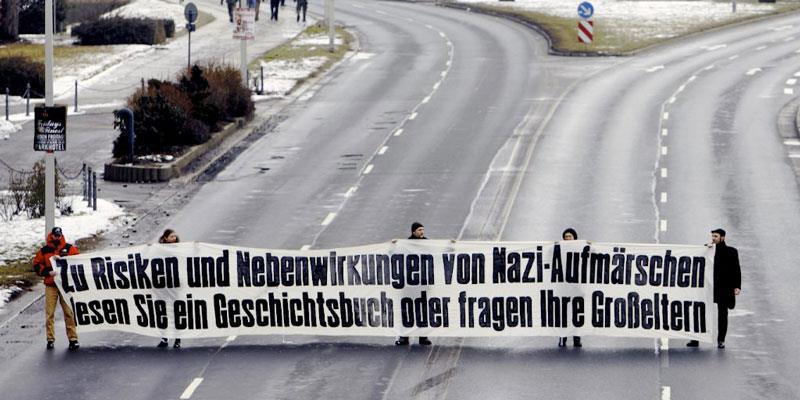 Zu Risiken und Nebenwirkungen von Nazi-Aufmärschen
lesen Sie ein Geschichtsbuch oder fragen Ihre Großeltern